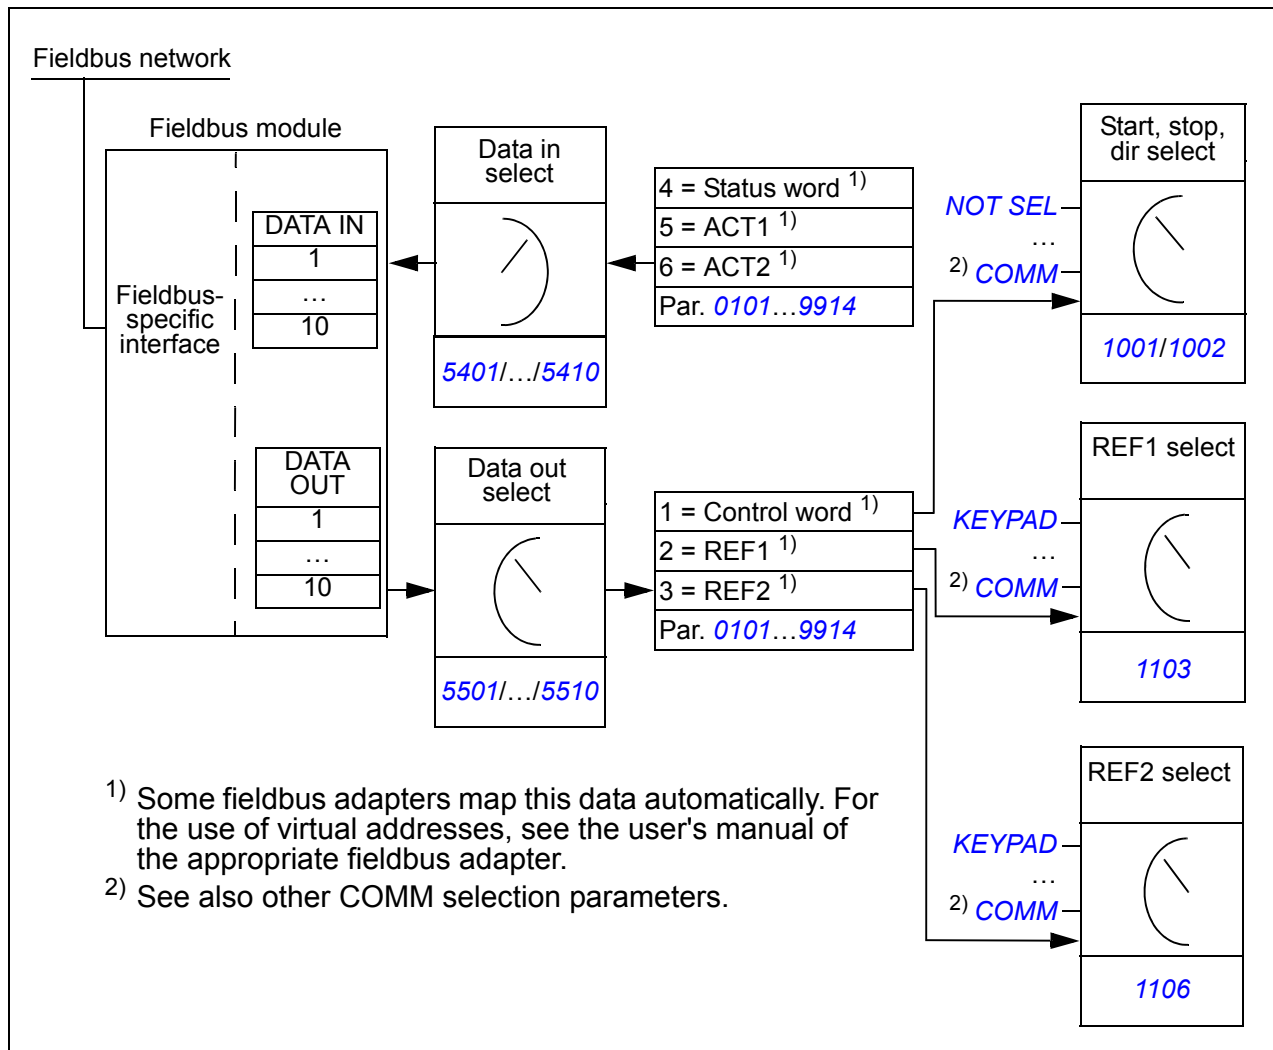 Fieldbus network
Fieldbus module
Fieldbus-
specific
interface
DATA IN
1
…
10
DATA
OUT
1
…
10
Data in
select
5401/…/5410
Data out
select
5501/…/5510
4 = Status word 1)
5 = ACT1 1)
6 = ACT2 1)
Par. 0101…9914
1 = Control word 1)
2 = REF1 1)
3 = REF2 1)
Par. 0101…9914
Start, stop,
dir select
NOT SEL
…
2) COMM
1001/1002
REF1 select
KEYPAD
…
2) COMM
1103
REF2 select
KEYPAD
…
2) COMM
1106
1) Some fieldbus adapters map this data automatically. For
the use of virtual addresses, see the user's manual of
the appropriate fieldbus adapter.
2) See also other COMM selection parameters.